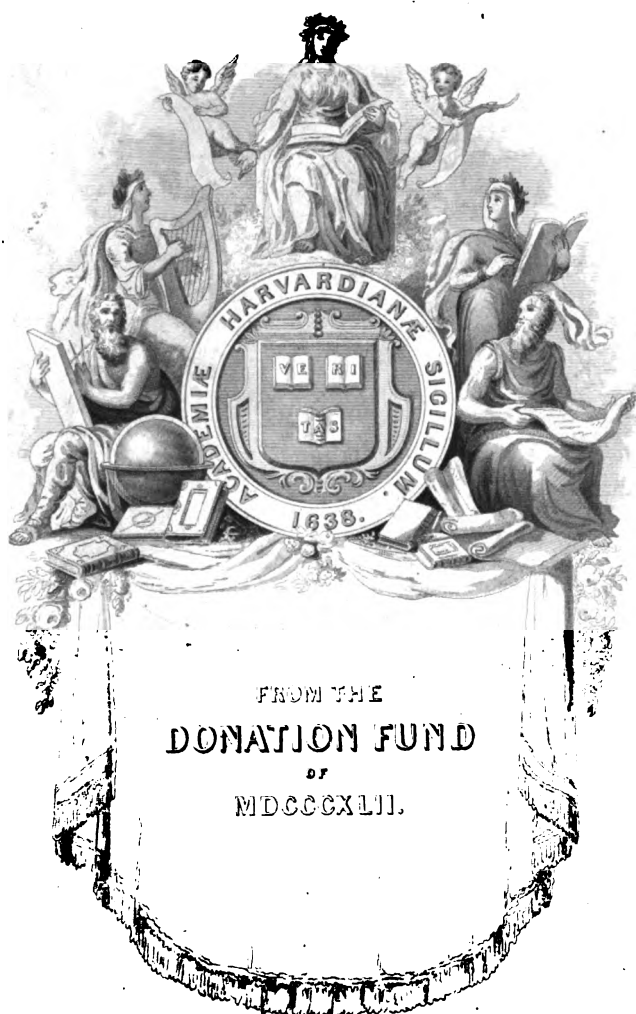 ACADEMIÆ HARVARDIANÆ SIGILLUM.
VE RI
TAS
1638.
FROM THE
DONATION FUND
OF
MDCCCXLII.